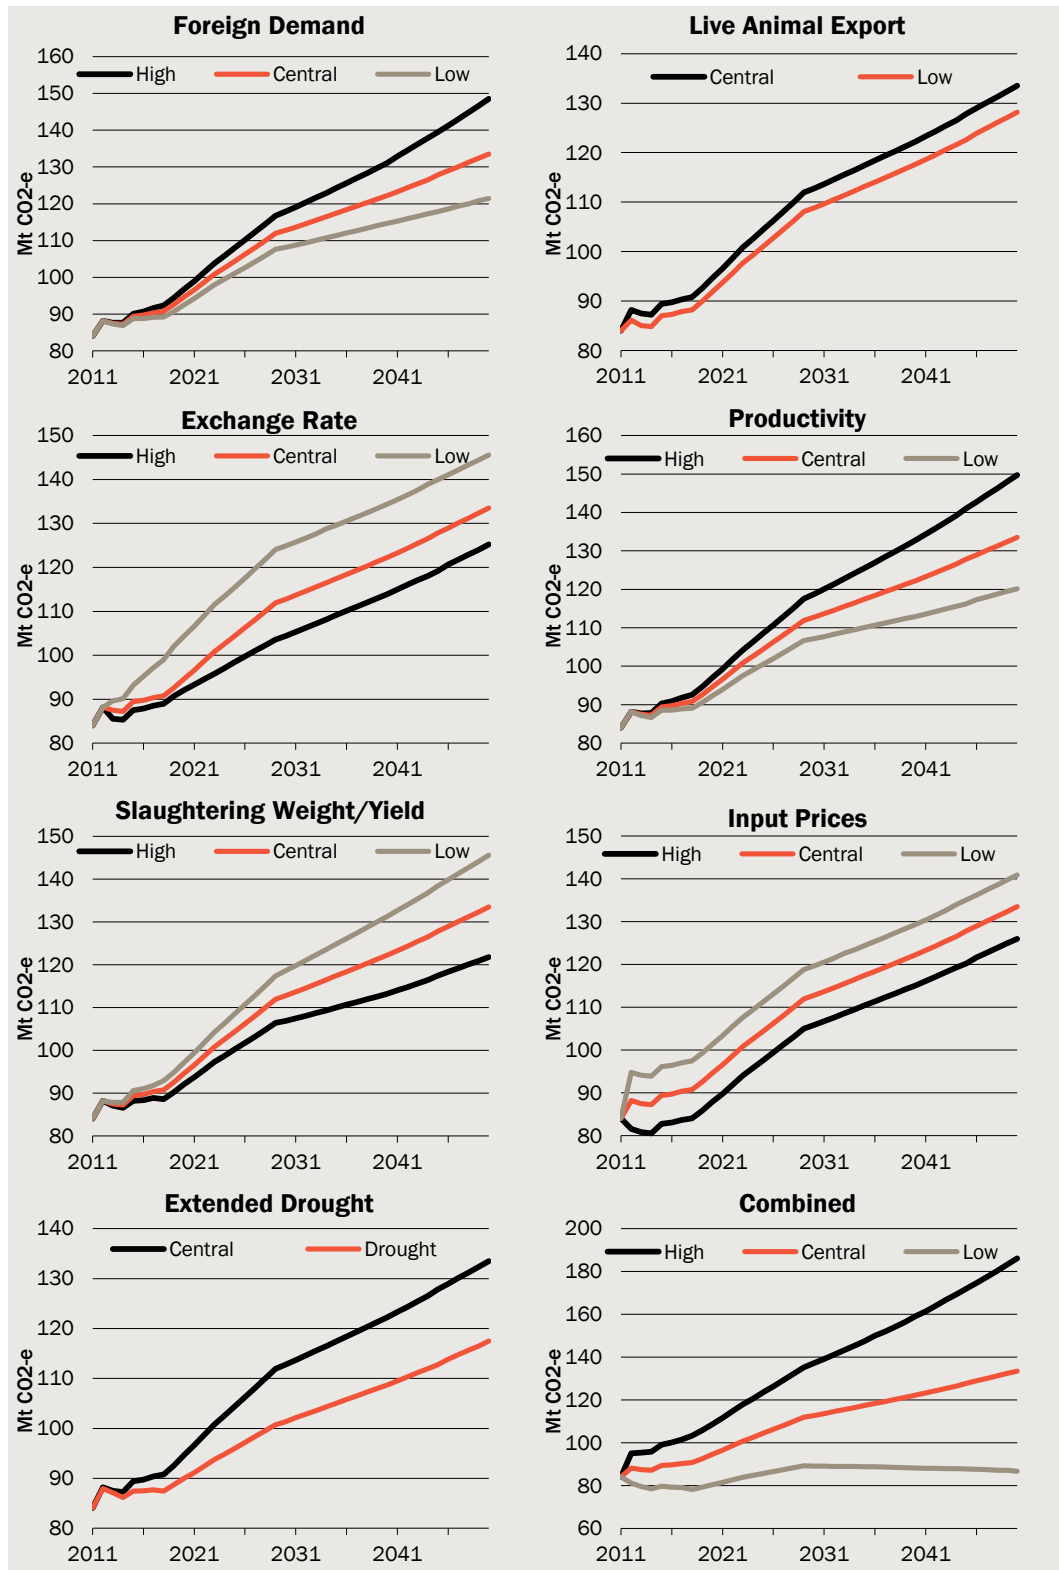 Foreign Demand
160
High Central Low
150
140
130
120
110
100
90
80
Mt CO2-e
2011 2021 2031 2041
Live Animal Export
140
Central Low
130
120
110
100
90
80
Mt CO2-e
2011 2021 2031 2041
Exchange Rate
150
High Central Low
140
130
120
110
100
90
80
Mt CO2-e
2011 2021 2031 2041
Productivity
160
High Central Low
150
140
130
120
110
100
90
80
Mt CO2-e
2011 2021 2031 2041
Slaughtering Weight/Yield
150
High Central Low
140
130
120
110
100
90
80
Mt CO2-e
2011 2021 2031 2041
Input Prices
150
High Central Low
140
130
120
110
100
90
80
Mt CO2-e
2011 2021 2031 2041
Extended Drought
140
Central Drought
130
120
110
100
90
80
Mt CO2-e
2011 2021 2031 2041
Combined
200
High Central Low
180
160
140
120
100
80
60
Mt CO2-e
2011 2021 2031 2041